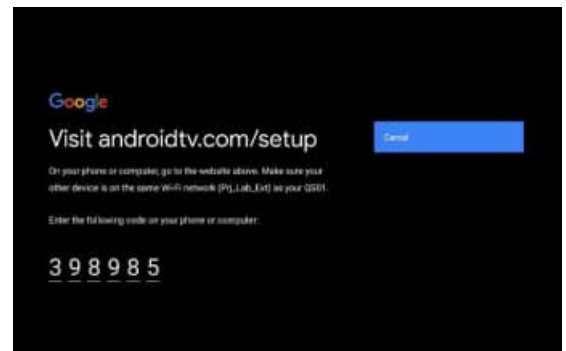 Google
Visit androidtv.com/setup
Cancel
On your phone or computer, go to the website above. Make sure your
other device is on the same Wi-Fi network (Prj_Lab_Ext) as your QS01.
Enter the following code on your phone or computer:
398985